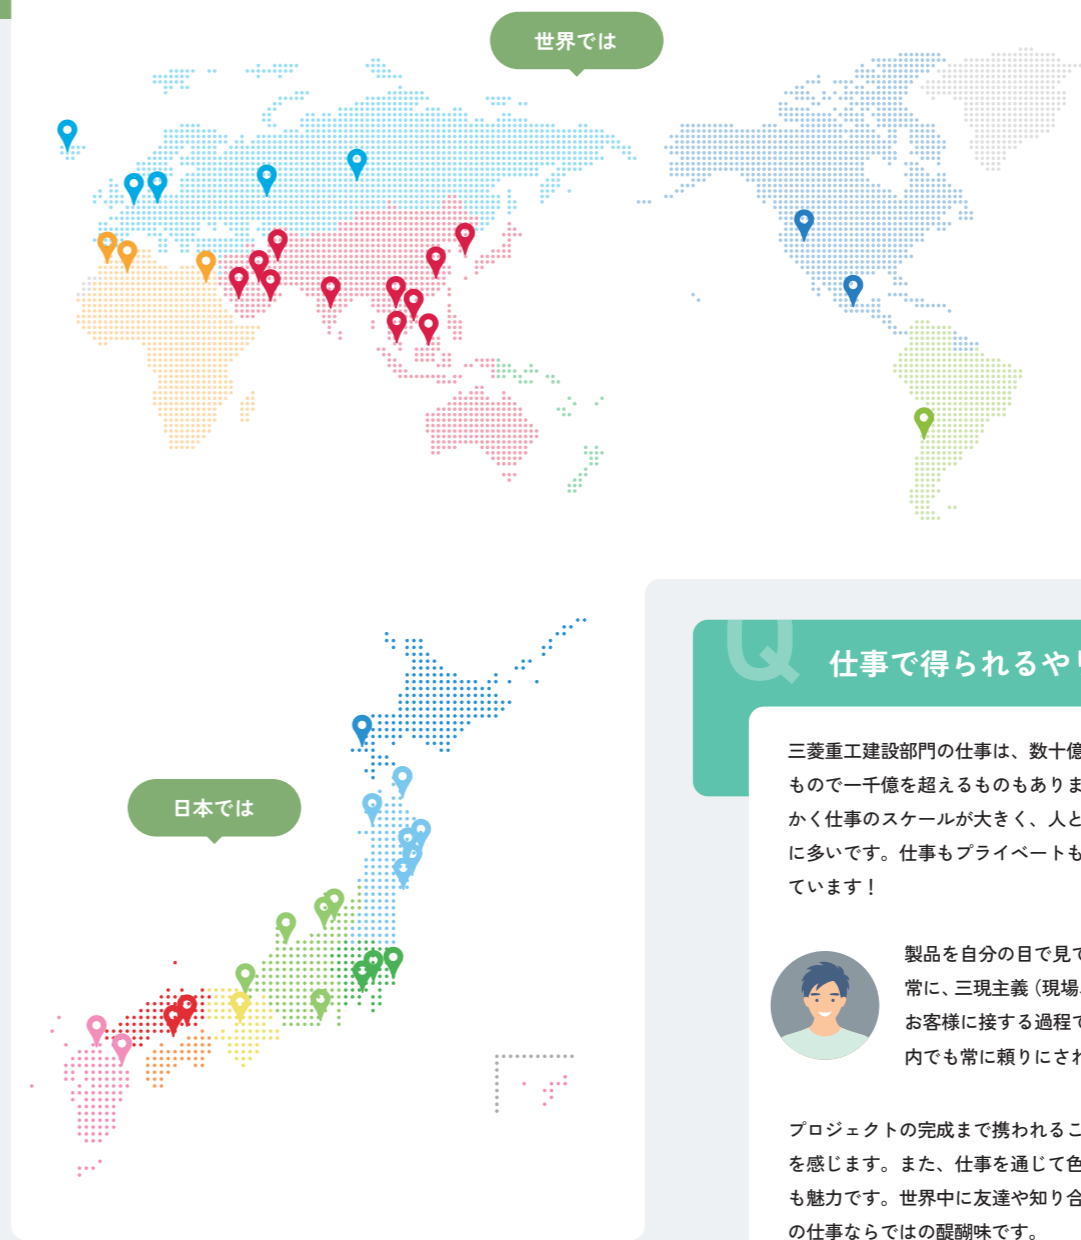 世界では
日本では
Q
仕事で得られるや
三菱重工建設部門の仕事は、数十億
もので一千億を超えるものもありま
かく仕事のスケールが大きく、人と
に多いです。仕事もプライベートも
ています！
製品を自分の目で見て
常に、三現主義（現場
お客様に接する過程で
内でも常に頼りにされ
プロジェクトの完成まで携われるこ
を感じます。また、仕事を通じて色
も魅力です。世界中に友達や知り合
の仕事ならではの醍醐味です。